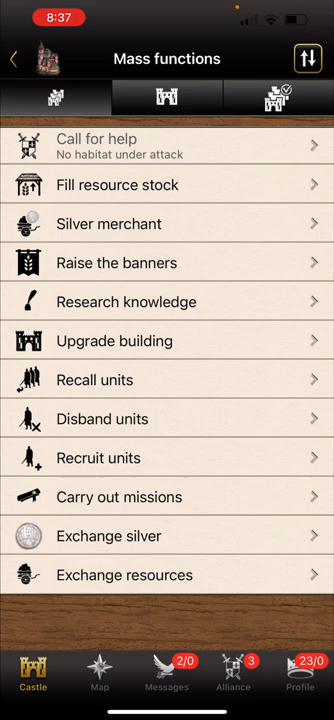 8:37
Mass functions
Call for help
No habitat under attack
Fill resource stock
Silver merchant
Raise the banners
Research knowledge
Upgrade building
Recall units
Disband units
Recruit units
Carry out missions
Exchange silver
Exchange resources
2/0
3
23/0
Castle
Map
Messages
Alliance
Profile